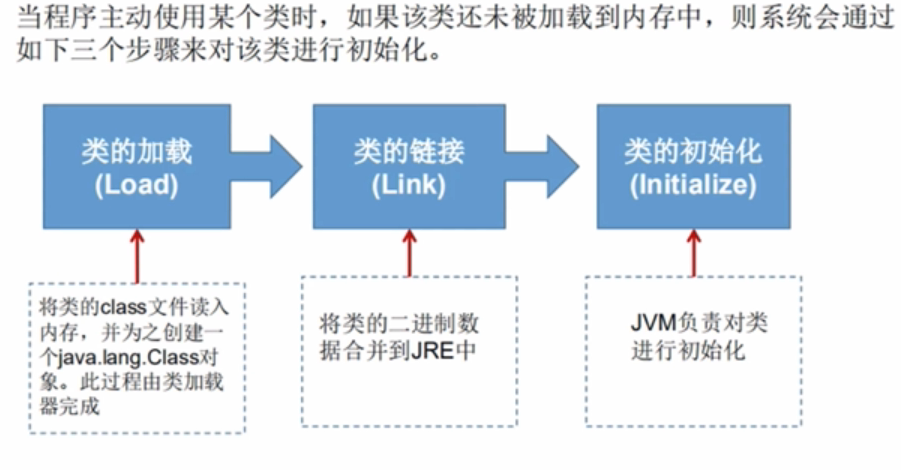 当程序主动使用某个类时，如果该类还未被加载到内存中，则系统会通过
如下三个步骤来对该类进行初始化。
类的加载
(Load)
类的链接
(Link)
类的初始化
(Initialize)
将类的class文件读入
内存，并为之创建一
个java.lang.Class对
象。此过程由类加载
器完成
将类的二进制数
据合并到JRE中
JVM负责对类
进行初始化